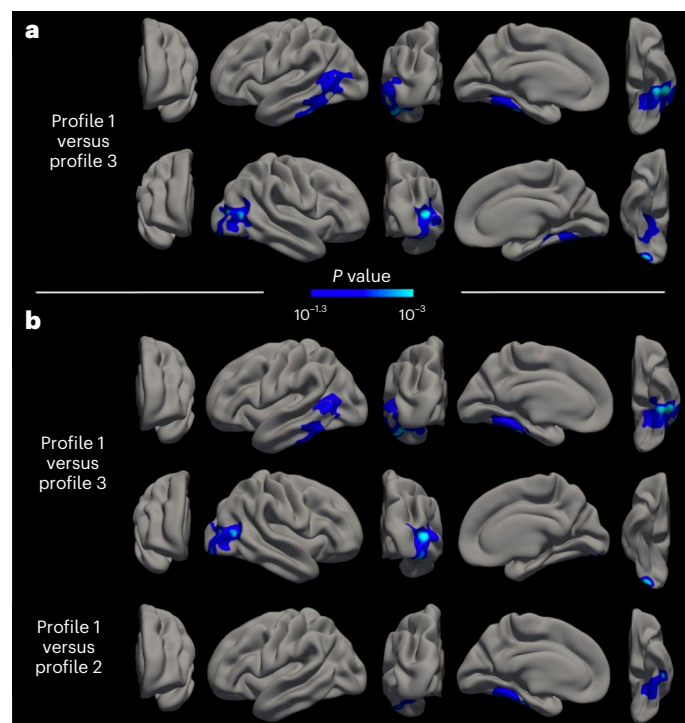 a
Profile 1
versus
profile 3
P value
10⁻¹·³ 10⁻³
b
Profile 1
versus
profile 3
Profile 1
versus
profile 2